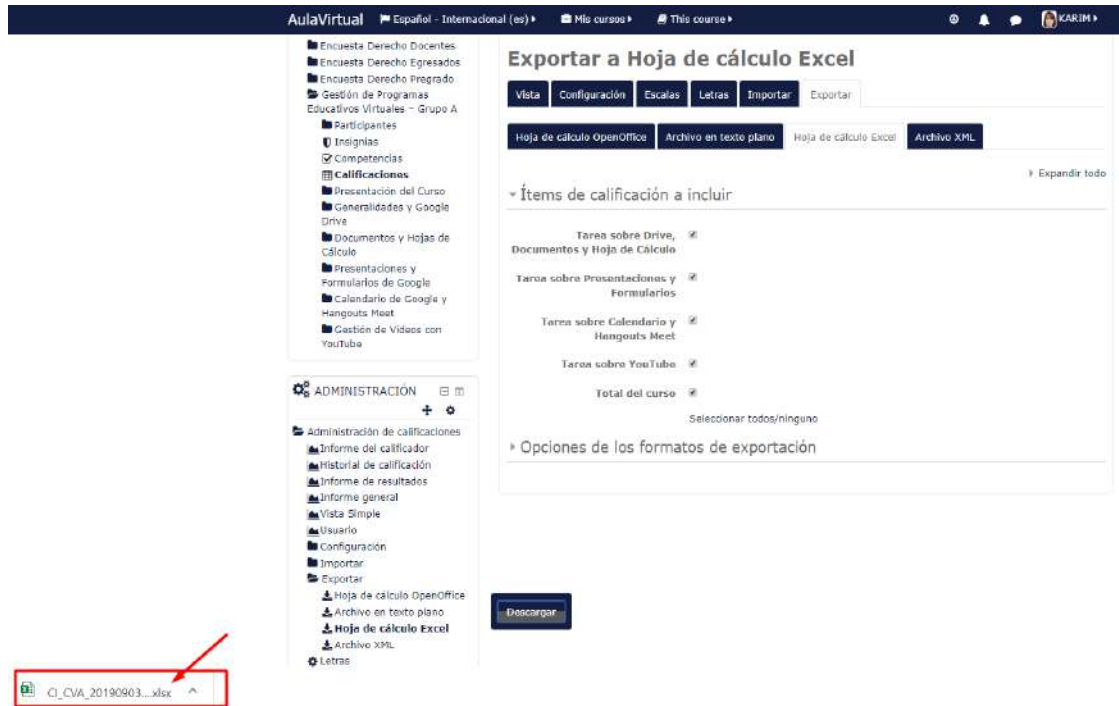 AulaVirtual Español - Internacional (es) Mis cursos This course KARIM
Encuesta Derecho Docentes
Encuesta Derecho Egresados
Encuesta Derecho Pregrado
Gestión de Programas
Educativos Virtuales - Grupo A
Participantes
Insignias
Competencias
Calificaciones
Presentación del Curso
Generalidades y Google
Drive
Documentos y Hojas de
Cálculo
Presentaciones y
Formularios de Google
Calendario de Google y
Hangouts Meet
Gestión de Videos con
YouTube
ADMINISTRACIÓN
Administración de calificaciones
Informe del calificador
Historial de calificación
Informe de resultados
Informe general
Vista Simple
Usuario
Configuración
Importar
Exportar
Hoja de cálculo OpenOffice
Archivo en texto plano
Hoja de cálculo Excel
Archivo XML
Letras
Exportar a Hoja de cálculo Excel
Vista Configuración Escalas Letras Importar Exportar
Hoja de cálculo OpenOffice Archivo en texto plano Hoja de cálculo Excel Archivo XML
Expandir todo
Ítems de calificación a incluir
Tarea sobre Drive,
Documentos y Hoja de Cálculo
Tarea sobre Presentaciones y
Formularios
Tarea sobre Calendario y
Hangouts Meet
Tarea sobre YouTube
Total del curso
Seleccionar todos/ninguno
Opciones de los formatos de exportación
Descargar
CI_CVA_20190903....xlsx